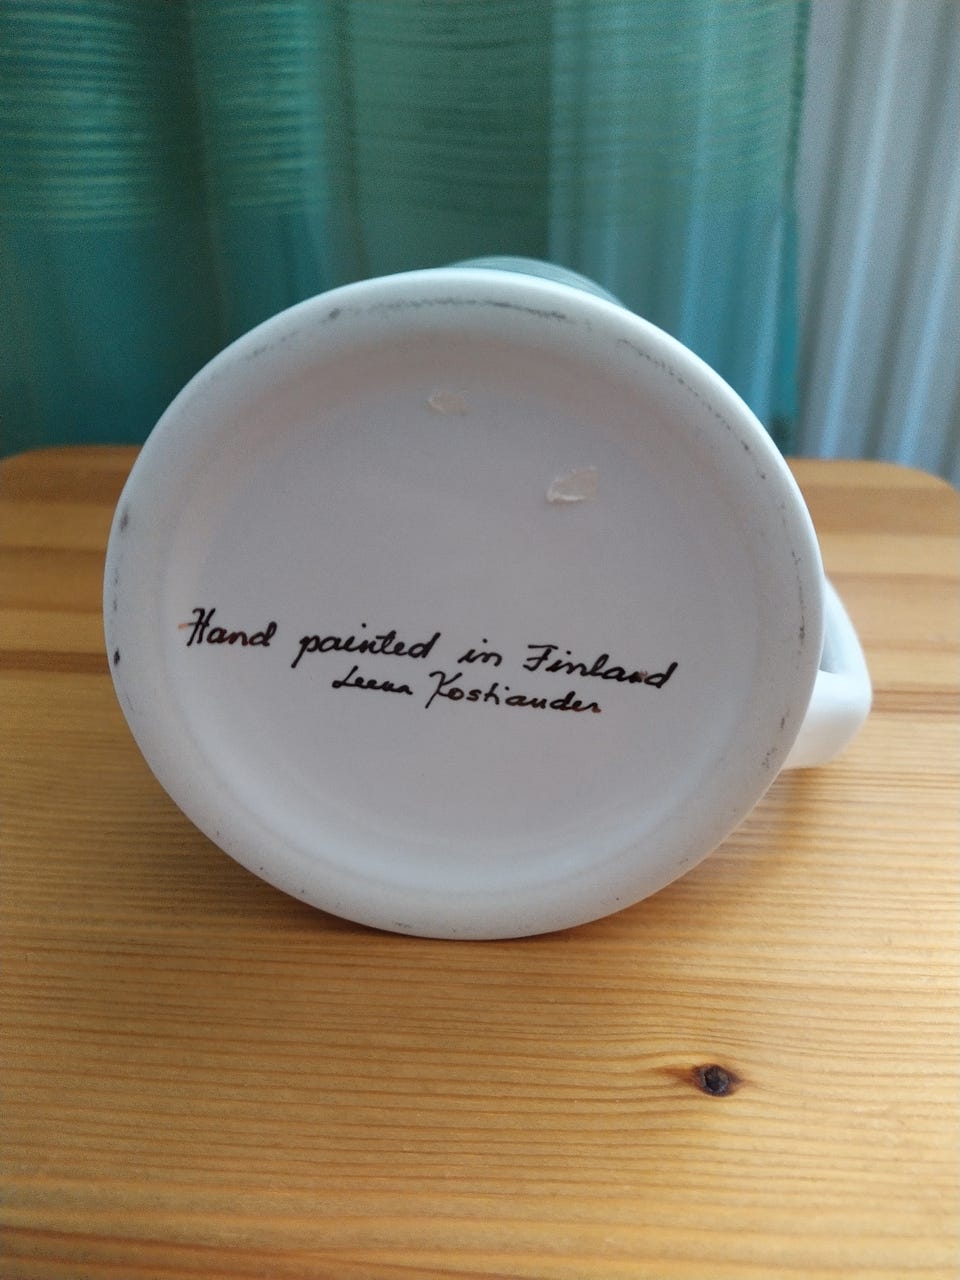 Hand painted in Finland
Leena Kostiander